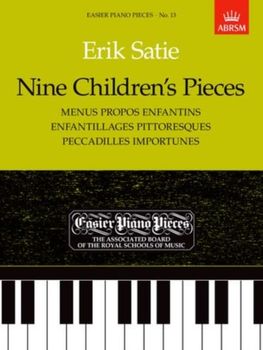 EASIER PIANO PIECES - No. 13
ABRSM
Erik Satie
Nine Children's Pieces
MENUS PROPOS ENFANTINS
ENFANTILLAGES PITTORESQUES
PECCADILLES IMPORTUNES
Easier Piano Pieces
THE ASSOCIATED BOARD
OF THE ROYAL SCHOOLS OF MUSIC